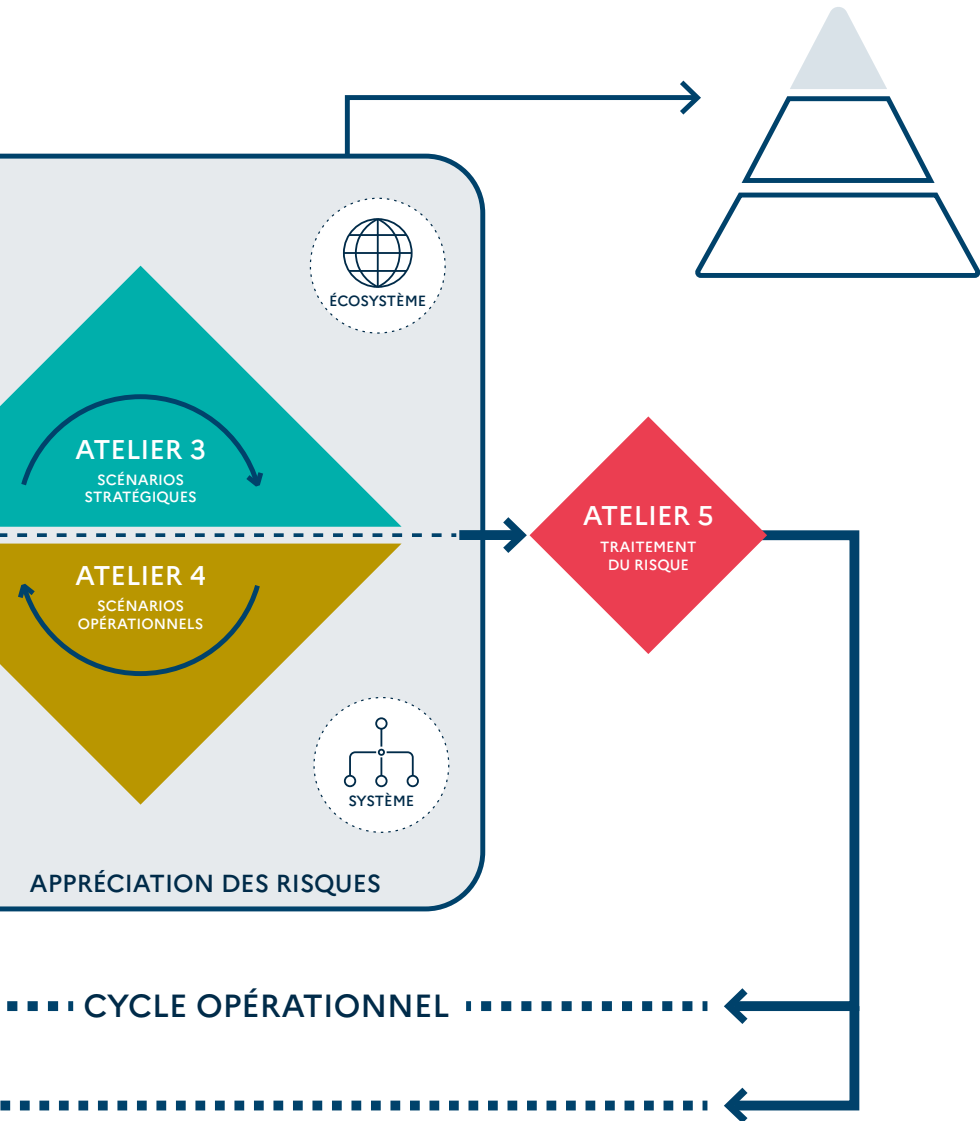 ÉCOSYSTÈME
ATELIER 3
SCÉNARIOS
STRATÉGIQUES
ATELIER 4
SCÉNARIOS
OPÉRATIONNELS
ATELIER 5
TRAITEMENT
DU RISQUE
SYSTÈME
APPRÉCIATION DES RISQUES
CYCLE OPÉRATIONNEL